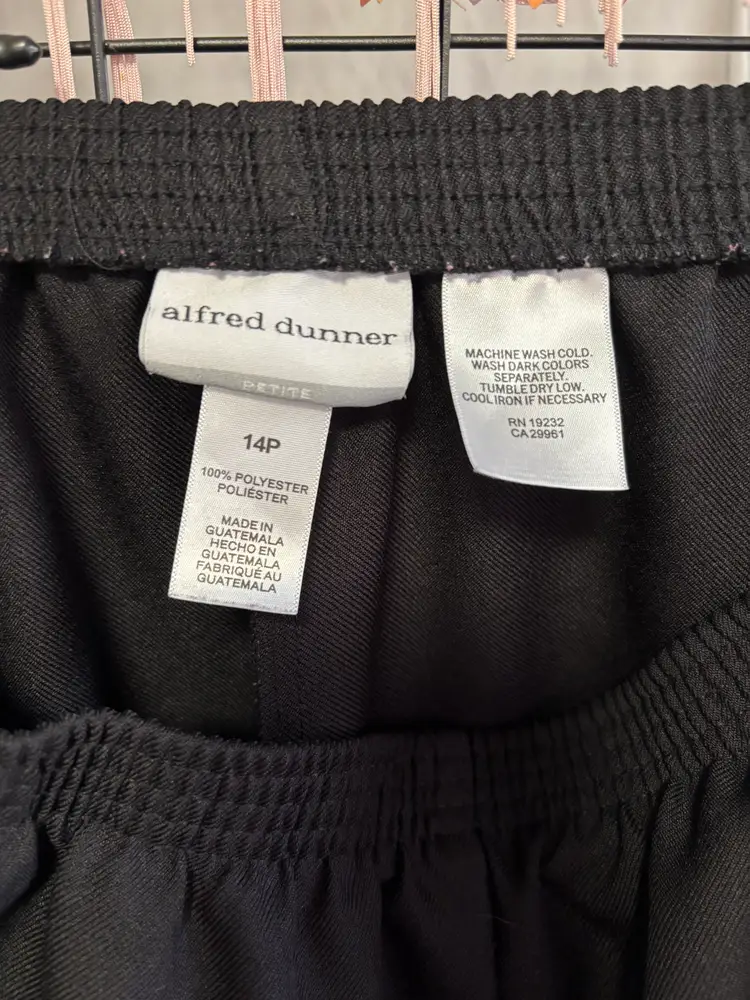 alfred dunner
PETITE
14P
100% POLYESTER
POLIÉSTER
MADE IN
GUATEMALA
HECHO EN
GUATEMALA
FABRIQUÉ AU
GUATEMALA
MACHINE WASH COLD.
WASH DARK COLORS
SEPARATELY.
TUMBLE DRY LOW.
COOL IRON IF NECESSARY
RN 19232
CA 29961